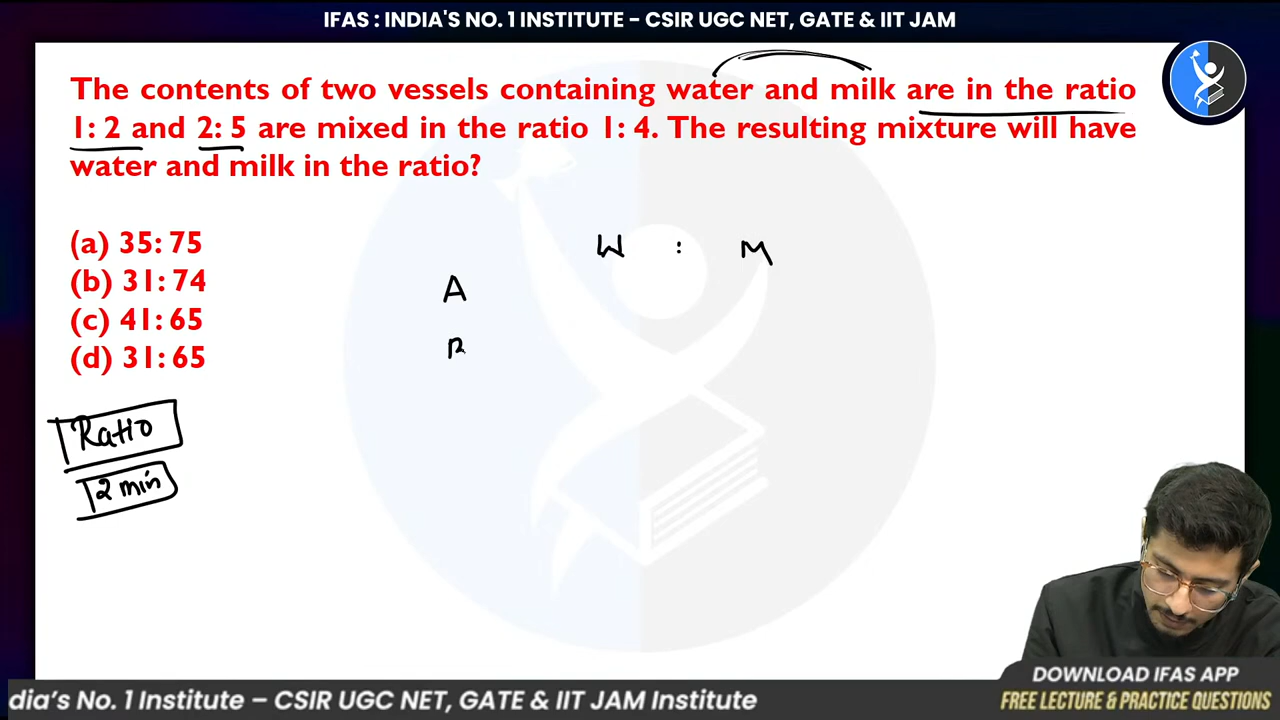 IFAS : INDIA'S NO. 1 INSTITUTE – CSIR UGC NET, GATE & IIT JAM
The contents of two vessels containing water and milk are in the ratio
1: 2 and 2: 5 are mixed in the ratio 1: 4. The resulting mixture will have
water and milk in the ratio?
(a) 35: 75
(b) 31: 74
(c) 41: 65
(d) 31: 65
W : M
A
B
Ratio
2 min
DOWNLOAD IFAS APP
FREE LECTURE & PRACTICE QUESTIONS
dia's No. 1 Institute – CSIR UGC NET, GATE & IIT JAM Institute